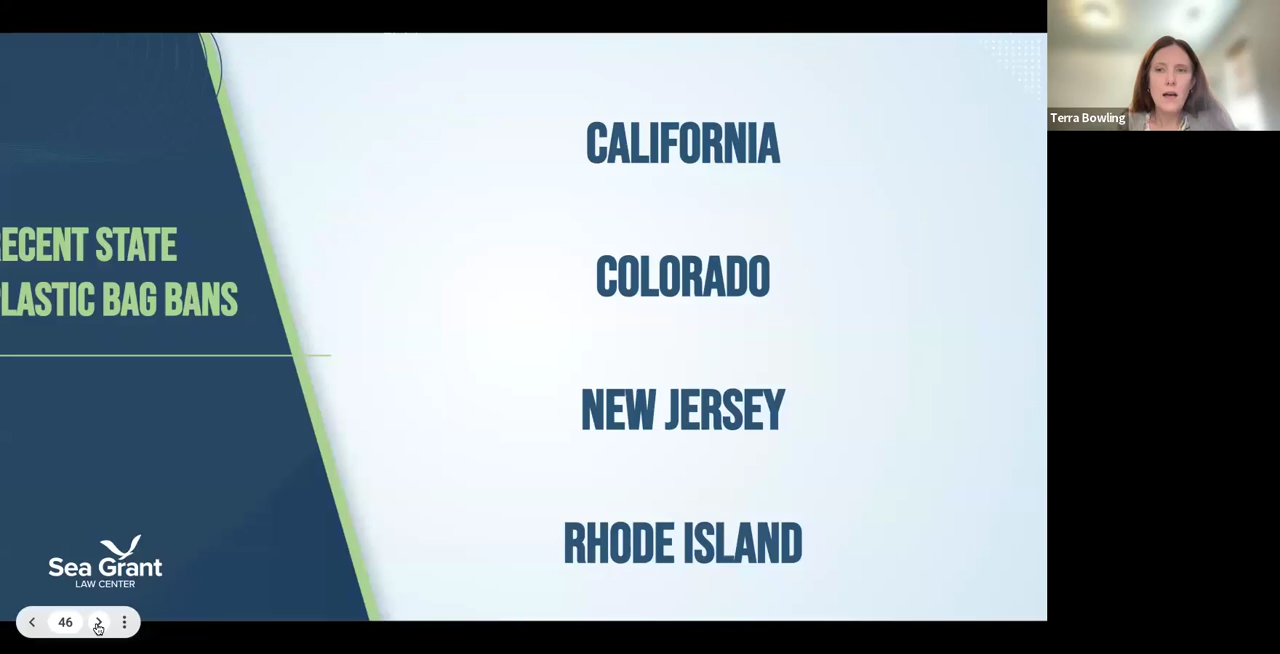 ECENT STATE
LASTIC BAG BANS
CALIFORNIA
COLORADO
NEW JERSEY
RHODE ISLAND
Sea Grant
LAW CENTER
46
Terra Bowling